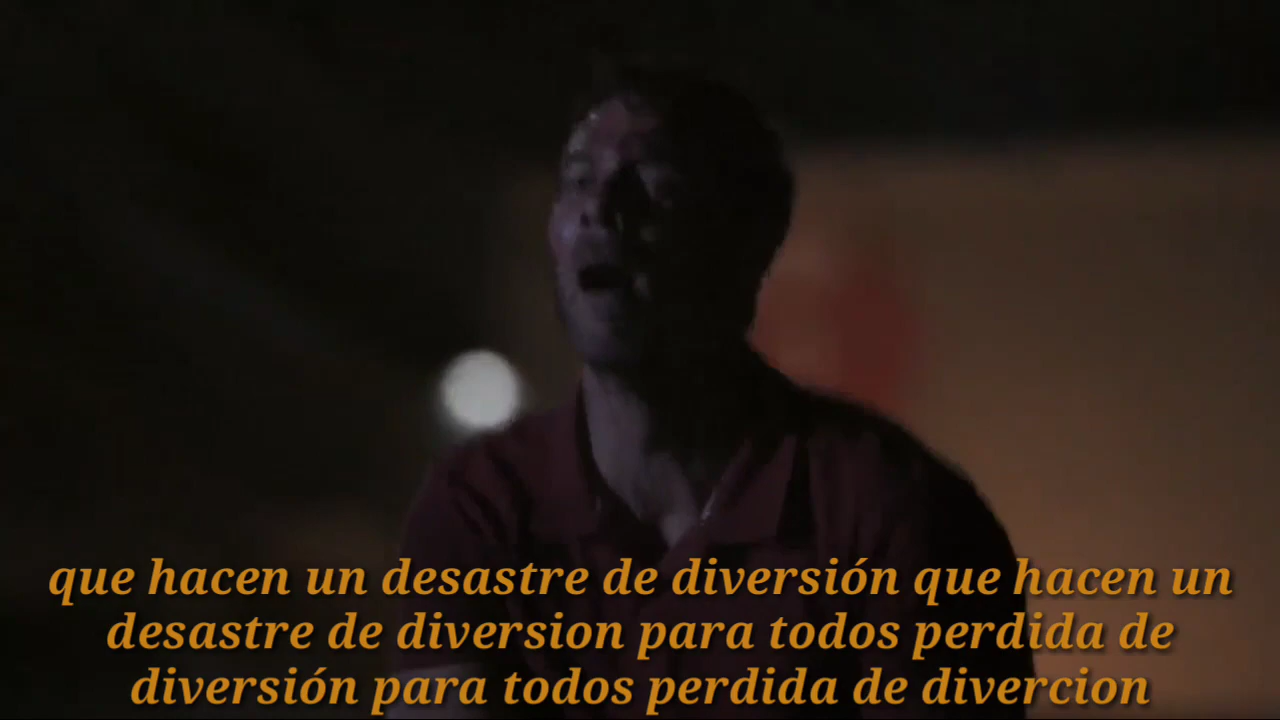 que hacen un desastre de diversión que hacen un
desastre de diversion para todos perdida de
diversión para todos perdida de divercion